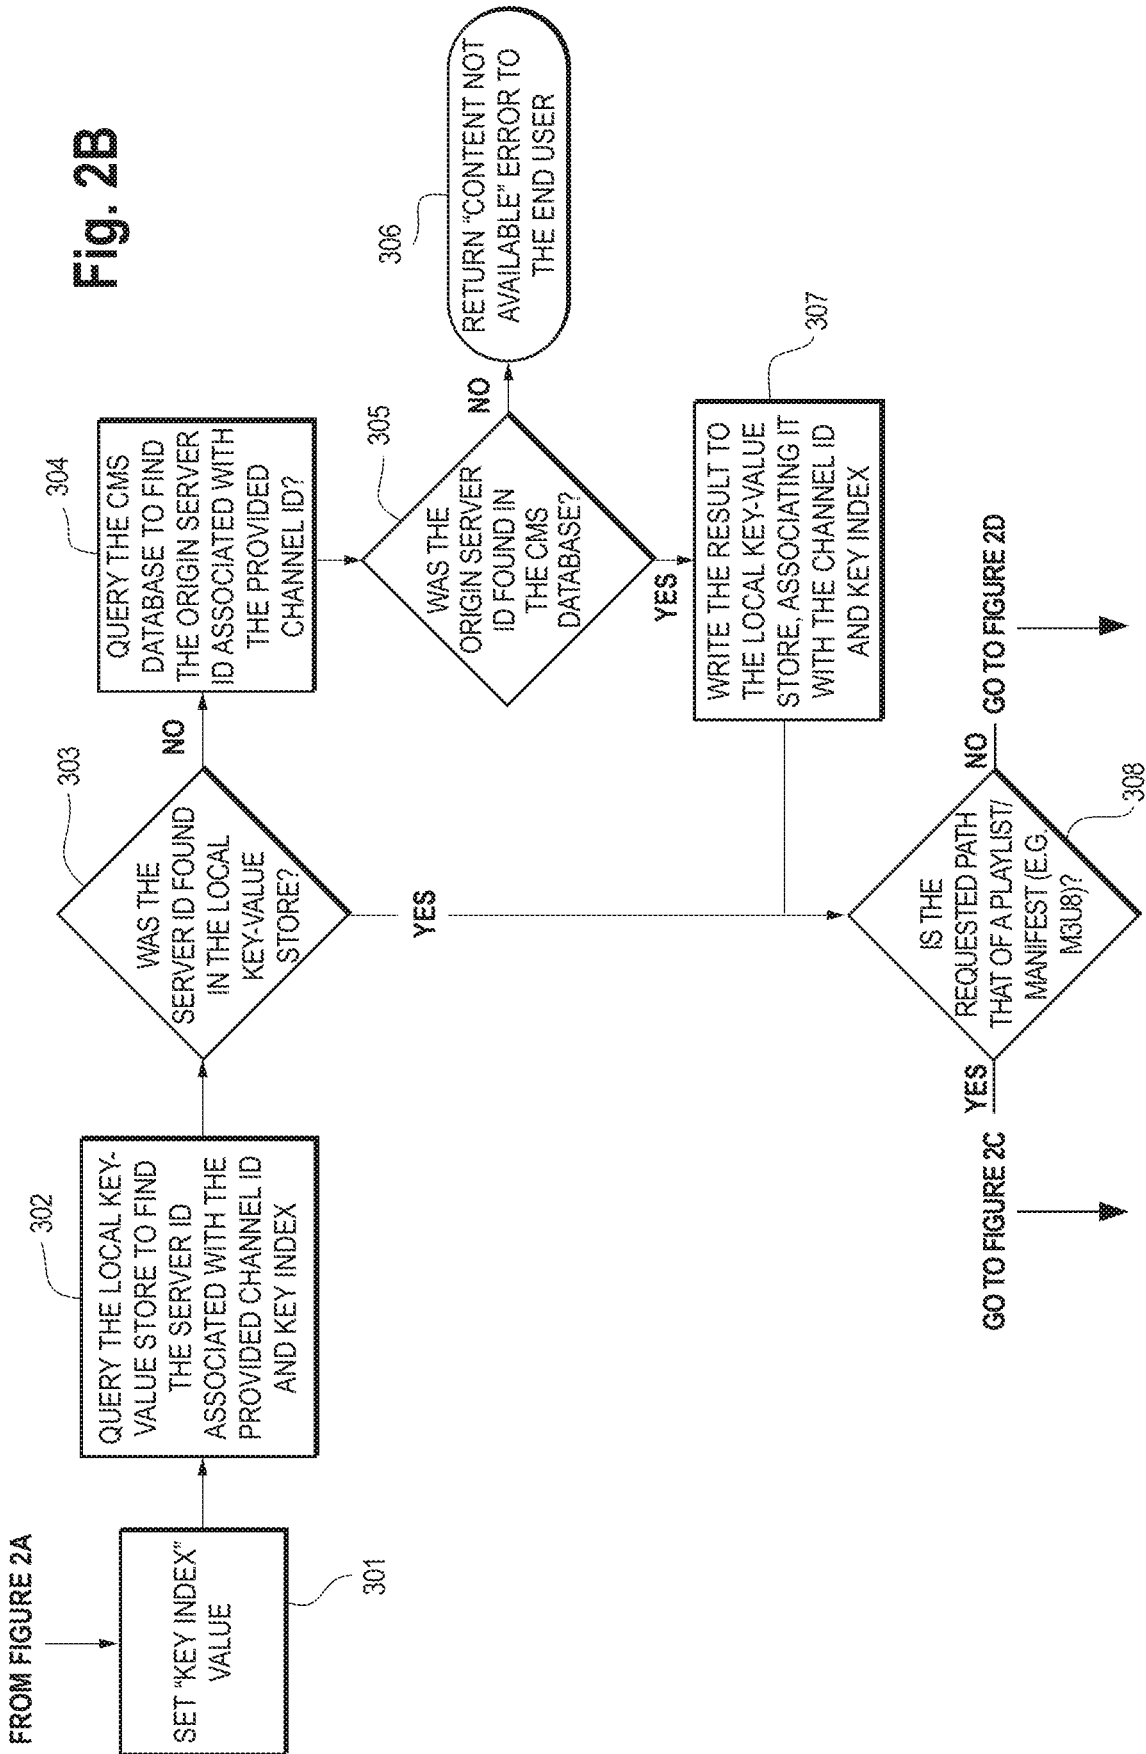 Fig. 2B
FROM FIGURE 2A
SET "KEY INDEX"
VALUE
301
QUERY THE LOCAL KEY-
VALUE STORE TO FIND
THE SERVER ID
ASSOCIATED WITH THE
PROVIDED CHANNEL ID
AND KEY INDEX
302
WAS THE
SERVER ID FOUND
IN THE LOCAL
KEY-VALUE
STORE?
303
NO
YES
QUERY THE CMS
DATABASE TO FIND
THE ORIGIN SERVER
ID ASSOCIATED WITH
THE PROVIDED
CHANNEL ID?
304
WAS THE
ORIGIN SERVER
ID FOUND IN
THE CMS
DATABASE?
305
NO
YES
RETURN "CONTENT NOT
AVAILABLE" ERROR TO
THE END USER
306
WRITE THE RESULT TO
THE LOCAL KEY-VALUE
STORE, ASSOCIATING IT
WITH THE CHANNEL ID
AND KEY INDEX
307
IS THE
REQUESTED PATH
THAT OF A PLAYLIST/
MANIFEST (E.G.
M3U8)?
308
YES
GO TO FIGURE 2C
NO
GO TO FIGURE 2D